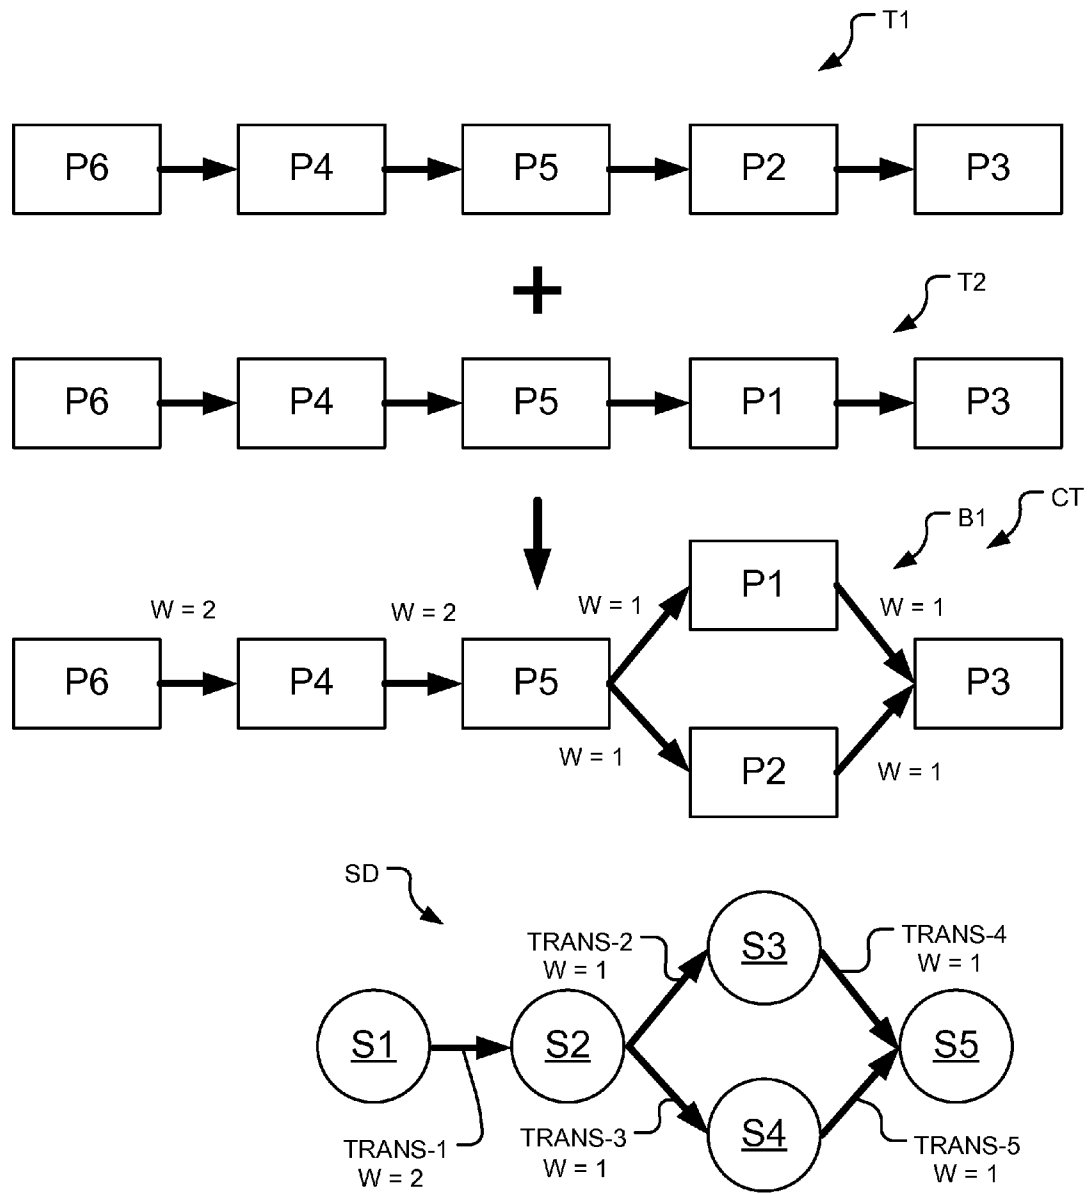 T1
P6 P4 P5 P2 P3
+
T2
P6 P4 P5 P1 P3
CT
B1
P1
W = 2 W = 2 W = 1 W = 1
P6 P4 P5 P3
W = 1 P2 W = 1
SD
TRANS-2 S3 TRANS-4
W = 1 W = 1
S1 S2 S5
TRANS-1 TRANS-3 S4 TRANS-5
W = 2 W = 1 W = 1